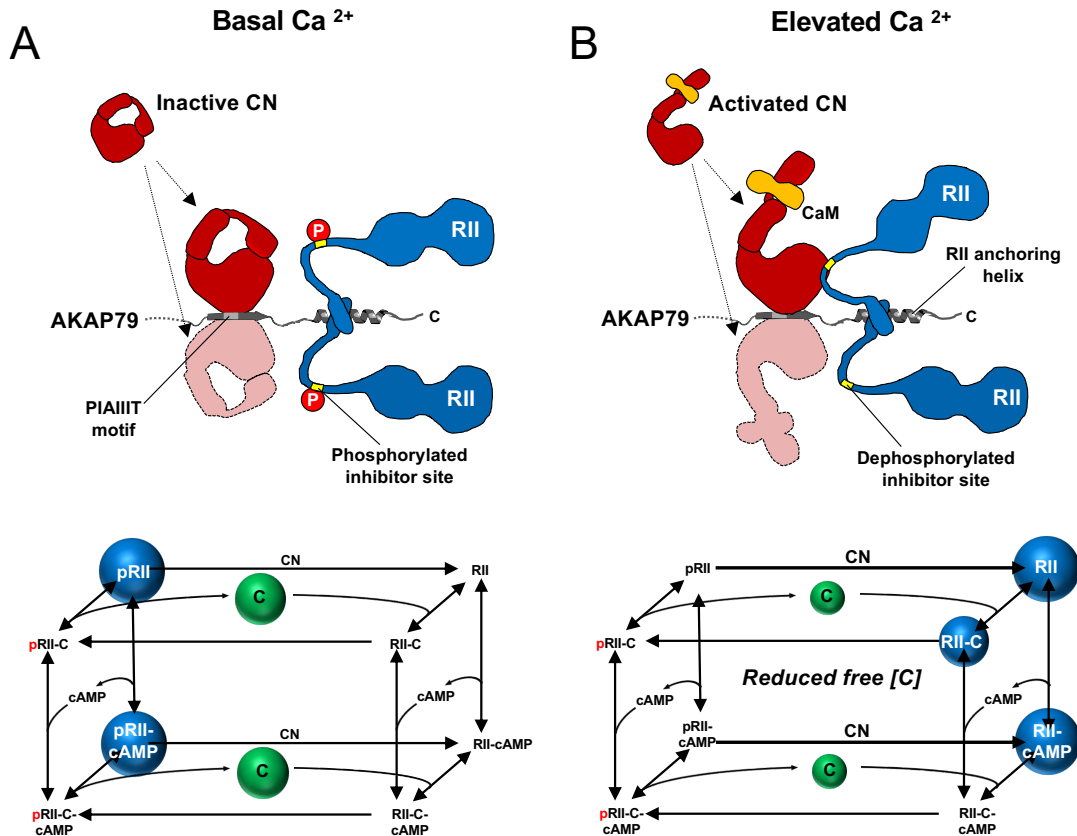 Basal Ca 2+
Elevated Ca 2+
A
B
Inactive CN
P
RII
AKAP79
C
PIAIIIT
motif
P
RII
Phosphorylated
inhibitor site
Activated CN
CaM
RII
RII anchoring
helix
AKAP79
C
RII
Dephosphorylated
inhibitor site
pRII
CN
RII
C
pRII-C
RII-C
cAMP
cAMP
pRII-
cAMP
CN
RII-cAMP
C
pRII-C-
cAMP
RII-C-
cAMP
pRII
CN
RII
C
pRII-C
RII-C
cAMP
Reduced free [C]
cAMP
pRII-
cAMP
CN
RII-
cAMP
C
pRII-C-
cAMP
RII-C-
cAMP